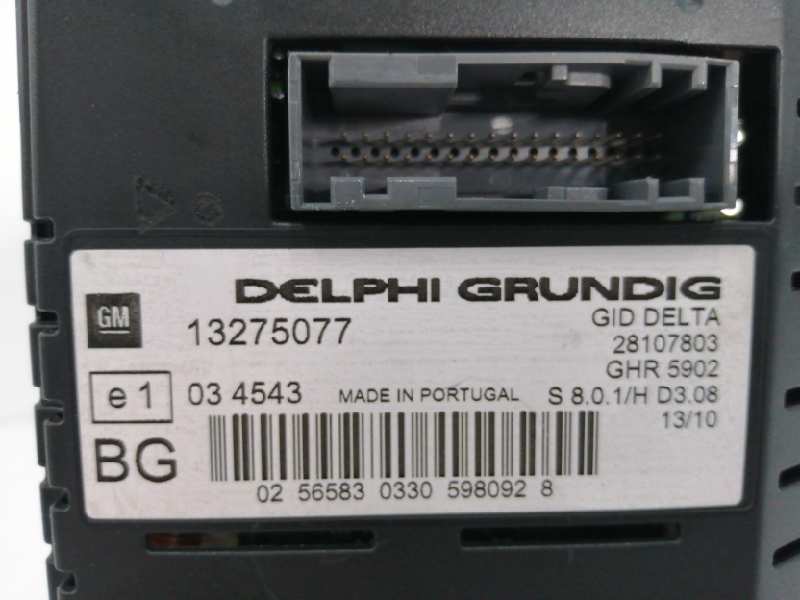 DELPHI GRUNDIG
GM 13275077 GID DELTA
28107803
GHR 5902
e1 03 4543 MADE IN PORTUGAL S 8.0.1/H D3.08
13/10
BG
02 56583 0330 598092 8